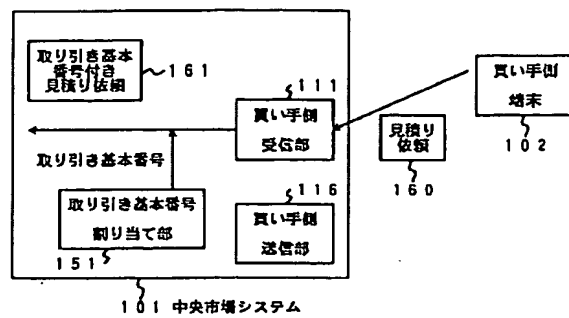 取り引き基本
番号付き
見積り依頼
161
111
買い手側
受信部
買い手側
端末
102
見積り
依頼
160
取り引き基本番号
116
取り引き基本番号
割り当て部
151
買い手側
送信部
101 中央市場システム